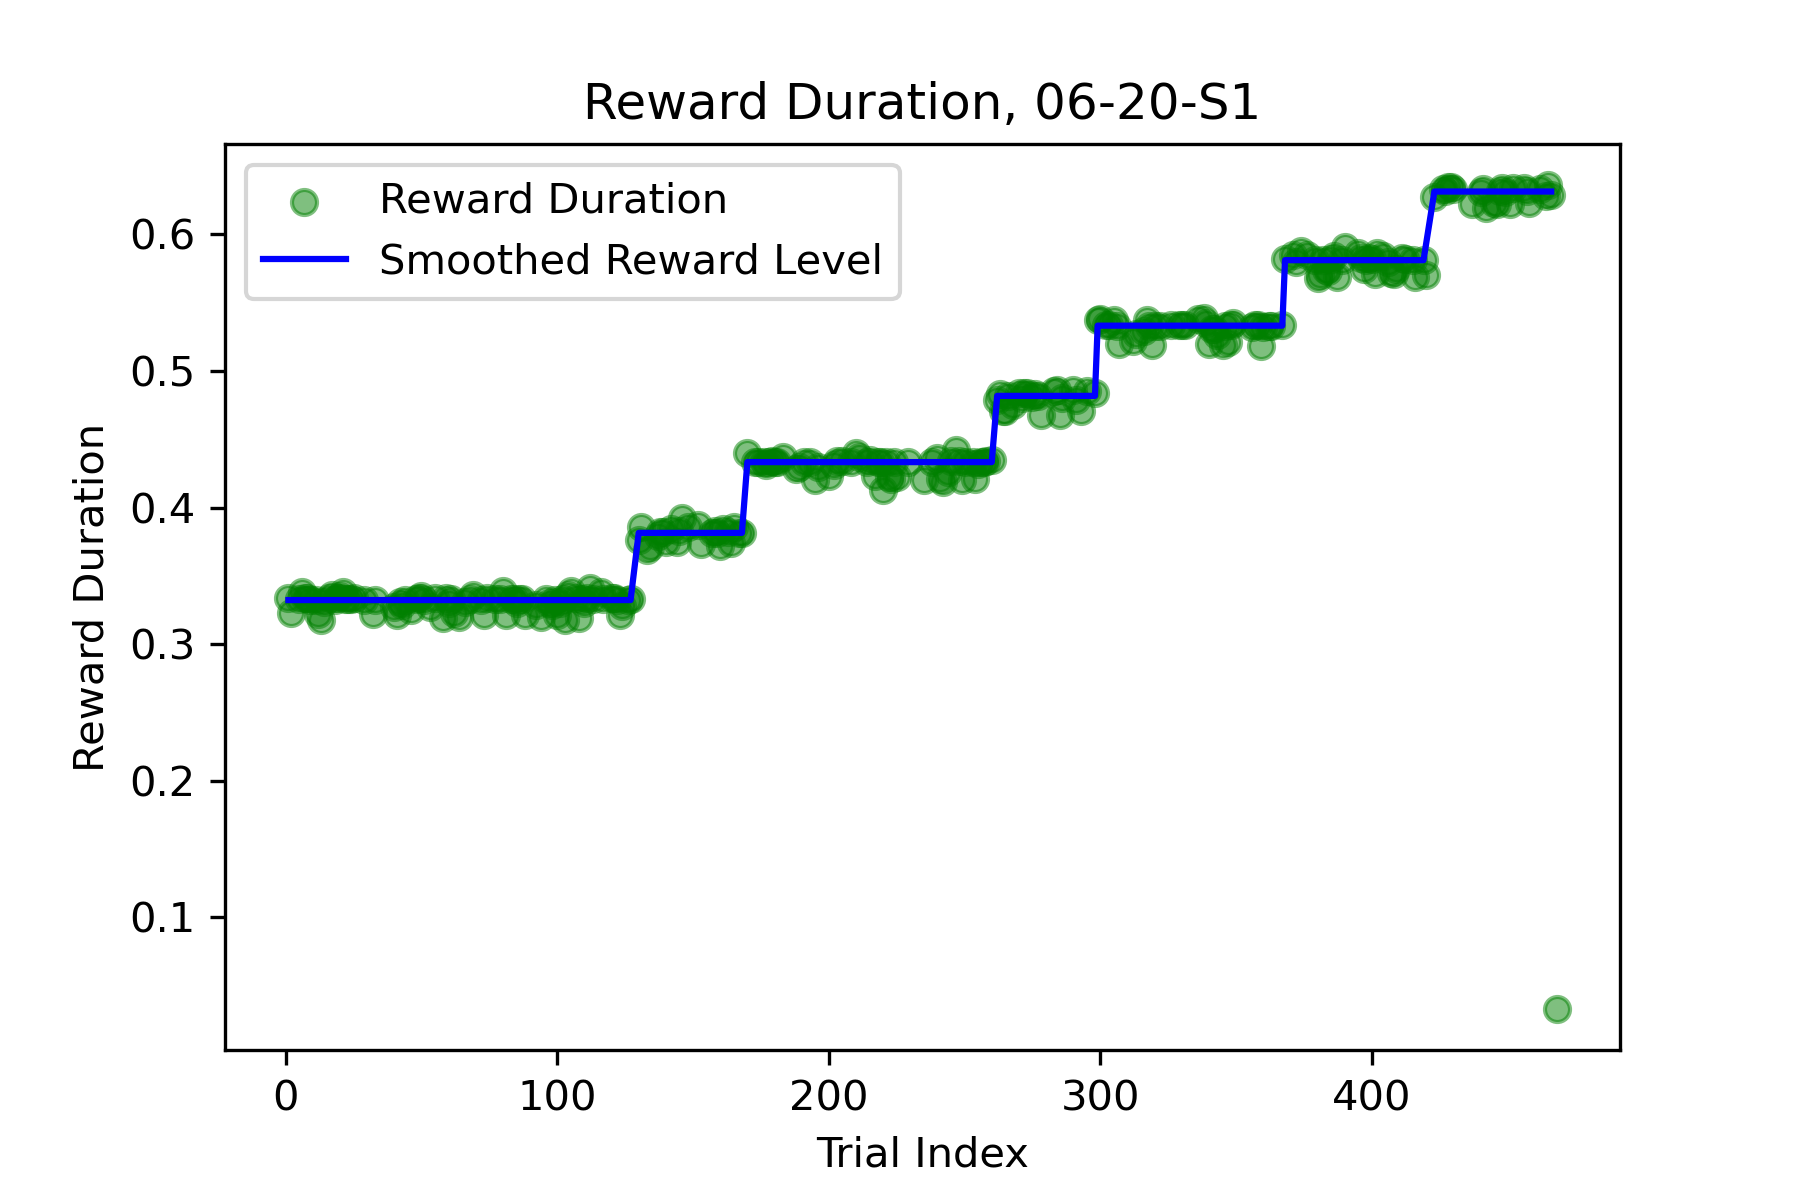 Reward Duration, 06-20-S1
Reward Duration
Smoothed Reward Level
0.6
0.5
0.4
0.3
0.2
0.1
Reward Duration
0 100 200 300 400
Trial Index